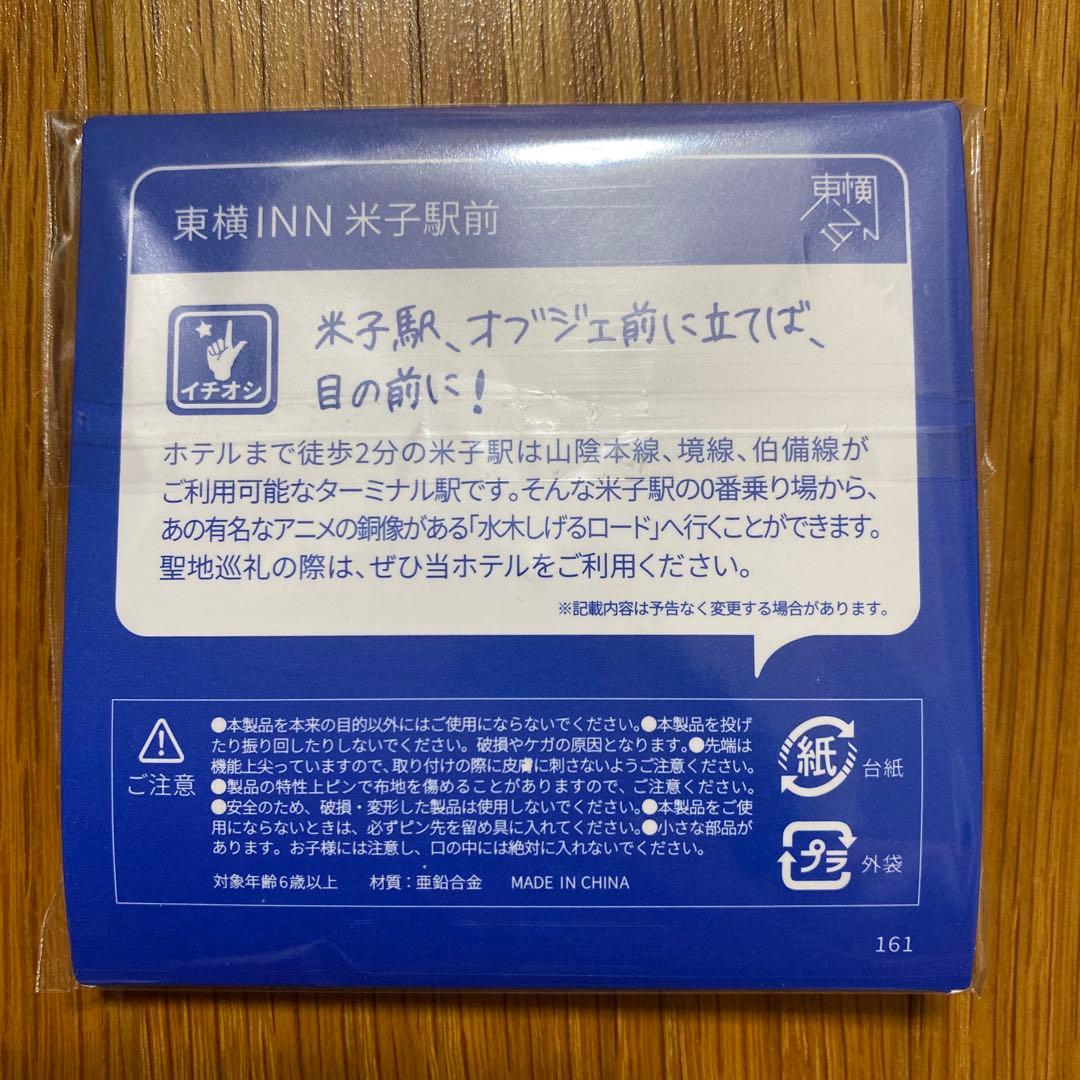 東横INN 米子駅前
東横
INN
イチオシ
米子駅、オブジェ前に立てば、
目の前に!
ホテルまで徒歩2分の米子駅は山陰本線、境線、伯備線が
ご利用可能なターミナル駅です。そんな米子駅の0番乗り場から、
あの有名なアニメの銅像がある「水木しげるロード」へ行くことができます。
聖地巡礼の際は、ぜひ当ホテルをご利用ください。
※記載内容は予告なく変更する場合があります。
ご注意
●本製品を本来の目的以外にはご使用にならないでください。●本製品を投げ
たり振り回したりしないでください。破損やケガの原因となります。●先端は
機能上尖っていますので、取り付けの際に皮膚に刺さないようご注意ください。
●製品の特性上ピンで布地を傷めることがありますので、ご注意ください。
●安全のため、破損・変形した製品は使用しないでください。●本製品をご使
用にならないときは、必ずピン先を留め具に入れてください。●小さな部品が
あります。お子様には注意し、口の中には絶対に入れないでください。
対象年齢6歳以上 材質:亜鉛合金 MADE IN CHINA
紙 台紙
プラ 外袋
161